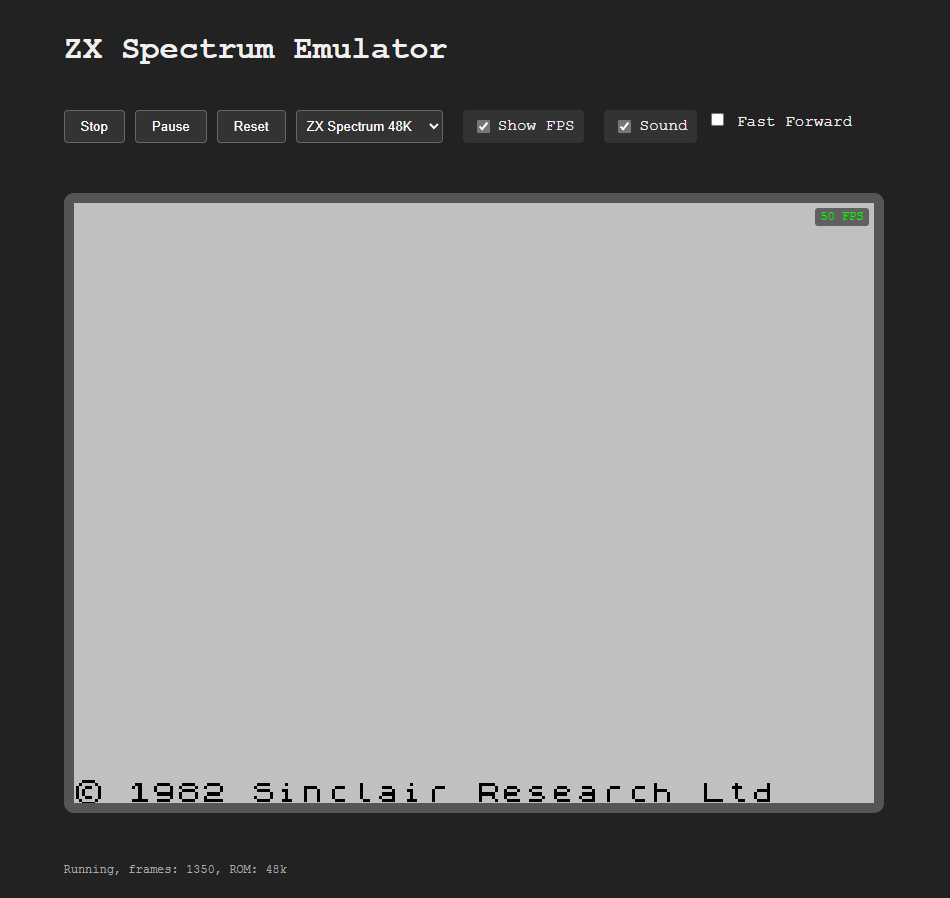 ZX Spectrum Emulator
Stop Pause Reset ZX Spectrum 48K Show FPS Sound Fast Forward
50 FPS
© 1982 Sinclair Research Ltd
Running, frames: 1350, ROM: 48k